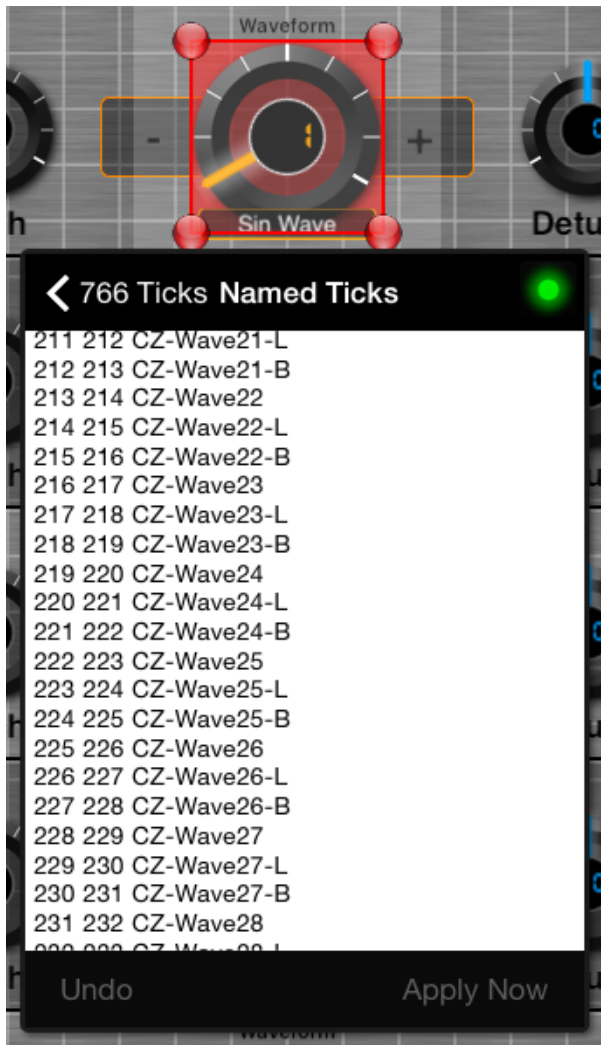 Waveform
- 1 +
Sin Wave
h Detu
766 Ticks Named Ticks
211 212 CZ-Wave21-L
212 213 CZ-Wave21-B
213 214 CZ-Wave22
214 215 CZ-Wave22-L
215 216 CZ-Wave22-B
216 217 CZ-Wave23
217 218 CZ-Wave23-L
218 219 CZ-Wave23-B
219 220 CZ-Wave24
220 221 CZ-Wave24-L
221 222 CZ-Wave24-B
222 223 CZ-Wave25
223 224 CZ-Wave25-L
224 225 CZ-Wave25-B
225 226 CZ-Wave26
226 227 CZ-Wave26-L
227 228 CZ-Wave26-B
228 229 CZ-Wave27
229 230 CZ-Wave27-L
230 231 CZ-Wave27-B
231 232 CZ-Wave28
Undo Apply Now
Waveform